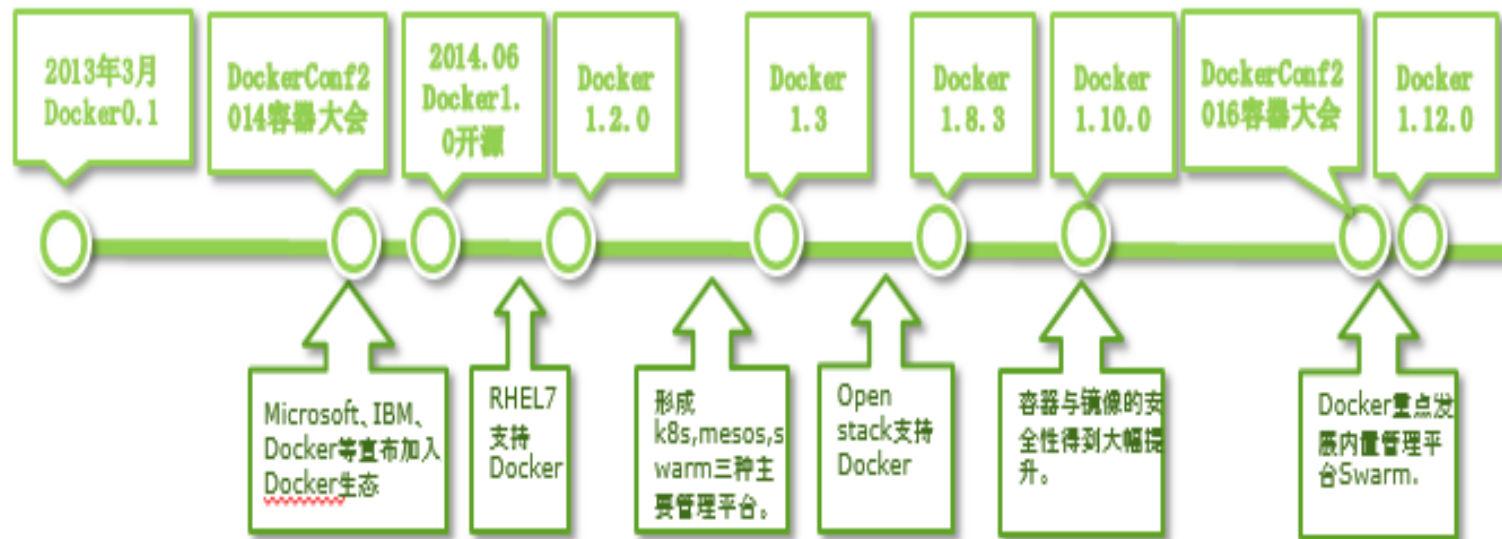 2013年3月
Docker0.1
DockerConf2
014容器大会
2014.06
Docker1.
0开源
Docker
1.2.0
Docker
1.3
Docker
1.8.3
Docker
1.10.0
DockerConf2
016容器大会
Docker
1.12.0
Microsoft、IBM、
Docker等宣布加入
Docker生态
RHEL7
支持
Docker
形成
k8s,mesos,s
warm三种主
要管理平台。
Open
stack支持
Docker
容器与镜像的安
全性得到大幅提
升。
Docker重点发
展内置管理平
台Swarm.